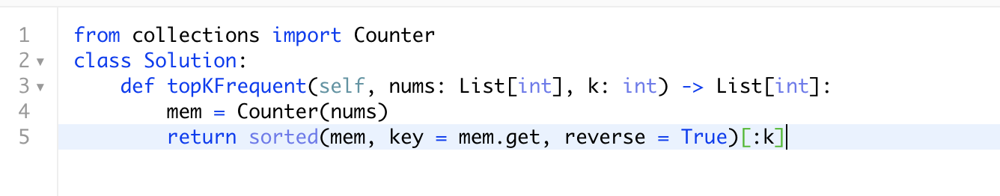 1 from collections import Counter
2 class Solution:
3     def topKFrequent(self, nums: List[int], k: int) -> List[int]:
4         mem = Counter(nums)
5         return sorted(mem, key = mem.get, reverse = True)[:k]